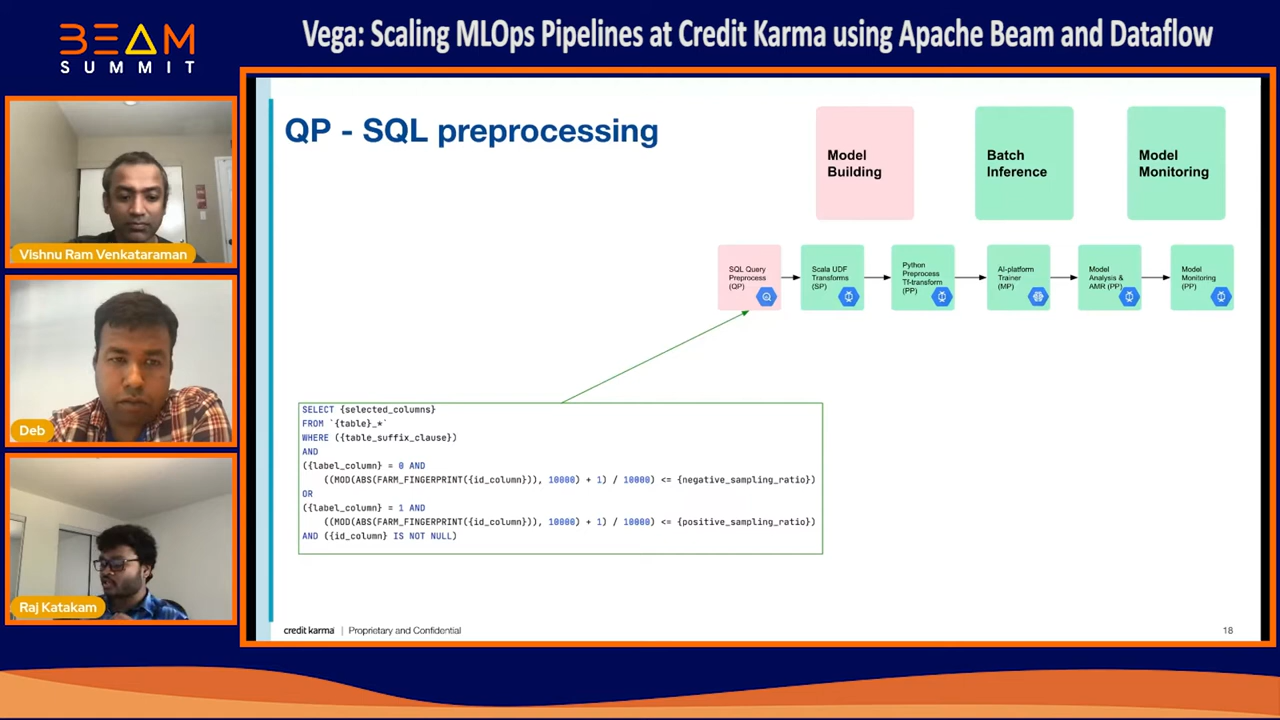 BEAM
SUMMIT
Vega: Scaling MLOps Pipelines at Credit Karma using Apache Beam and Dataflow
Vishnu Ram Venkataraman
Deb
Raj Katakam
QP - SQL preprocessing
Model
Building
Batch
Inference
Model
Monitoring
SQL Query
Preprocess
(QP)
Scala UDF
Transforms
(SP)
Python
Preprocess
Tf-transform
(PP)
AI-platform
Trainer
(MP)
Model
Analysis &
AMR (PP)
Model
Monitoring
(PP)
SELECT {selected_columns}
FROM `{table}_*`
WHERE ({table_suffix_clause})
AND
({label_column} = 0 AND
((MOD(ABS(FARM_FINGERPRINT({id_column})), 10000) + 1) / 10000) <= {negative_sampling_ratio})
OR
({label_column} = 1 AND
((MOD(ABS(FARM_FINGERPRINT({id_column})), 10000) + 1) / 10000) <= {positive_sampling_ratio})
AND ({id_column} IS NOT NULL)
credit karma | Proprietary and Confidential
18